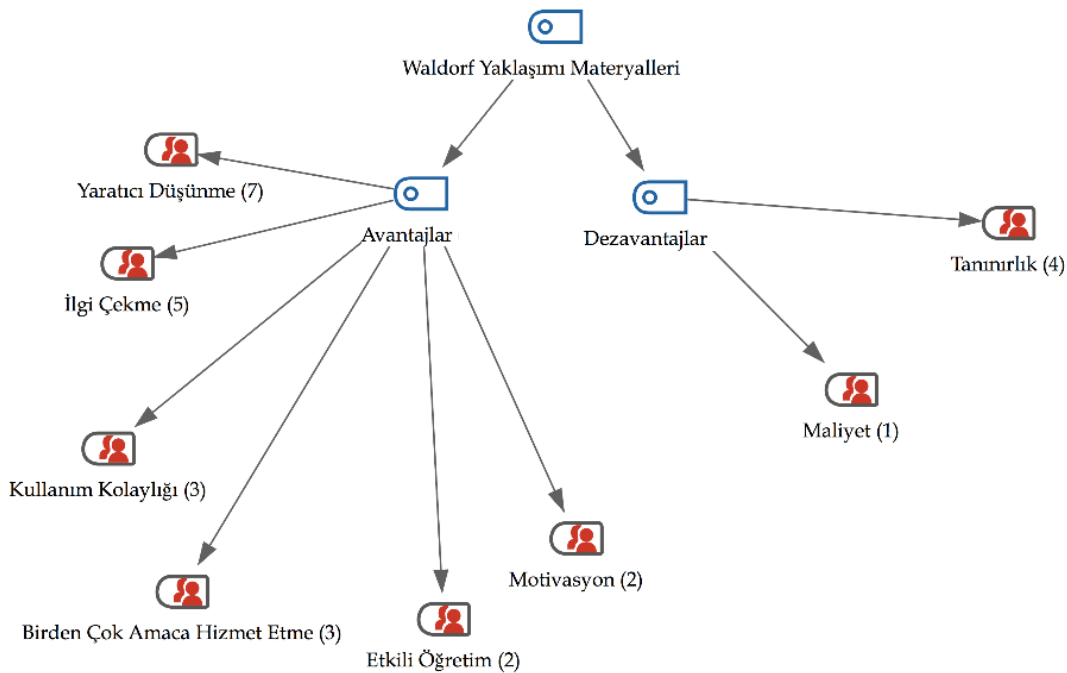 Waldorf Yaklaşımı Materyalleri
Yaratıcı Düşünme (7)
Avantajlar
Dezavantajlar
Tanınırlık (4)
İlgi Çekme (5)
Maliyet (1)
Kullanım Kolaylığı (3)
Motivasyon (2)
Birden Çok Amaca Hizmet Etme (3)
Etkili Öğretim (2)